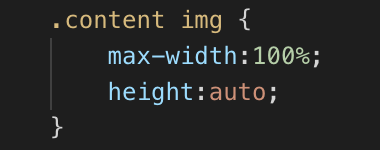 .content img {
    max-width:100%;
    height:auto;
}